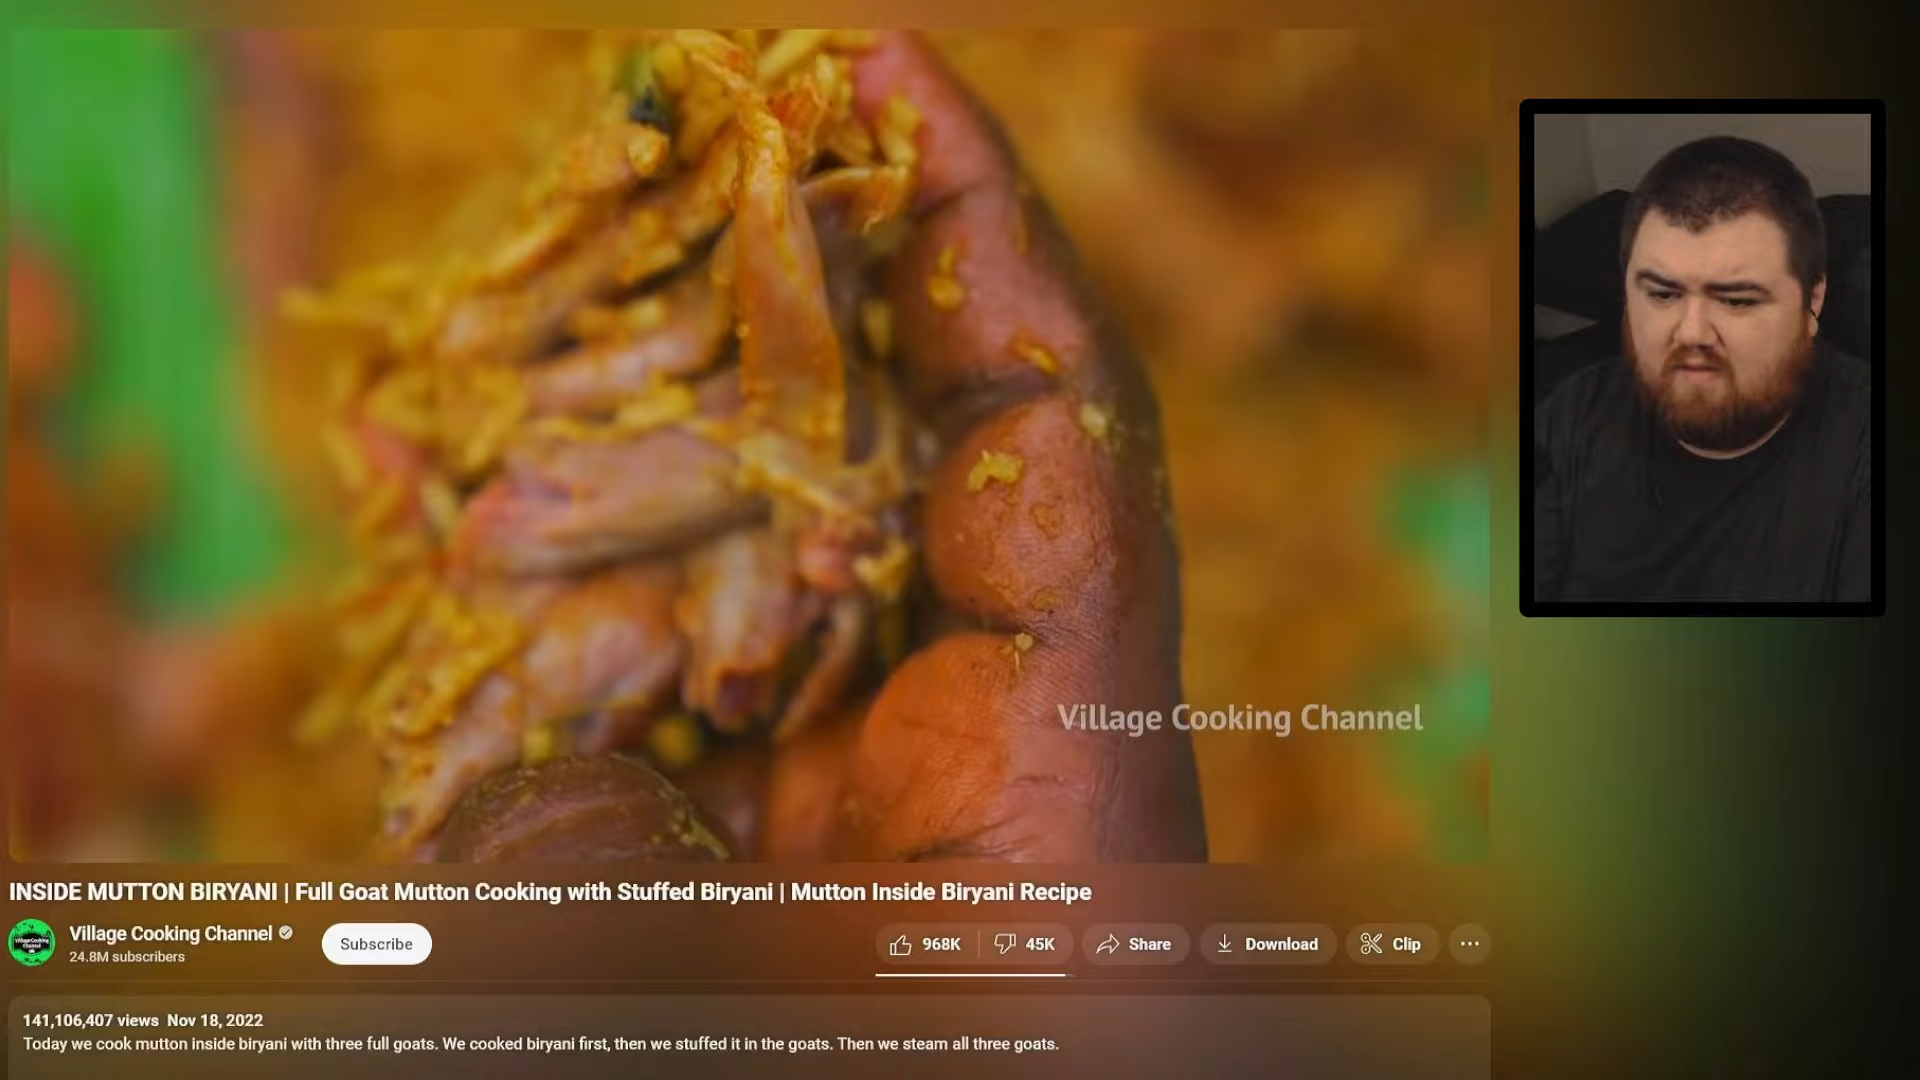 Village Cooking Channel
INSIDE MUTTON BIRYANI | Full Goat Mutton Cooking with Stuffed Biryani | Mutton Inside Biryani Recipe
Village Cooking Channel
24.8M subscribers
Subscribe
968K
45K
Share
Download
Clip
141,106,407 views Nov 18, 2022
Today we cook mutton inside biryani with three full goats. We cooked biryani first, then we stuffed it in the goats. Then we steam all three goats.